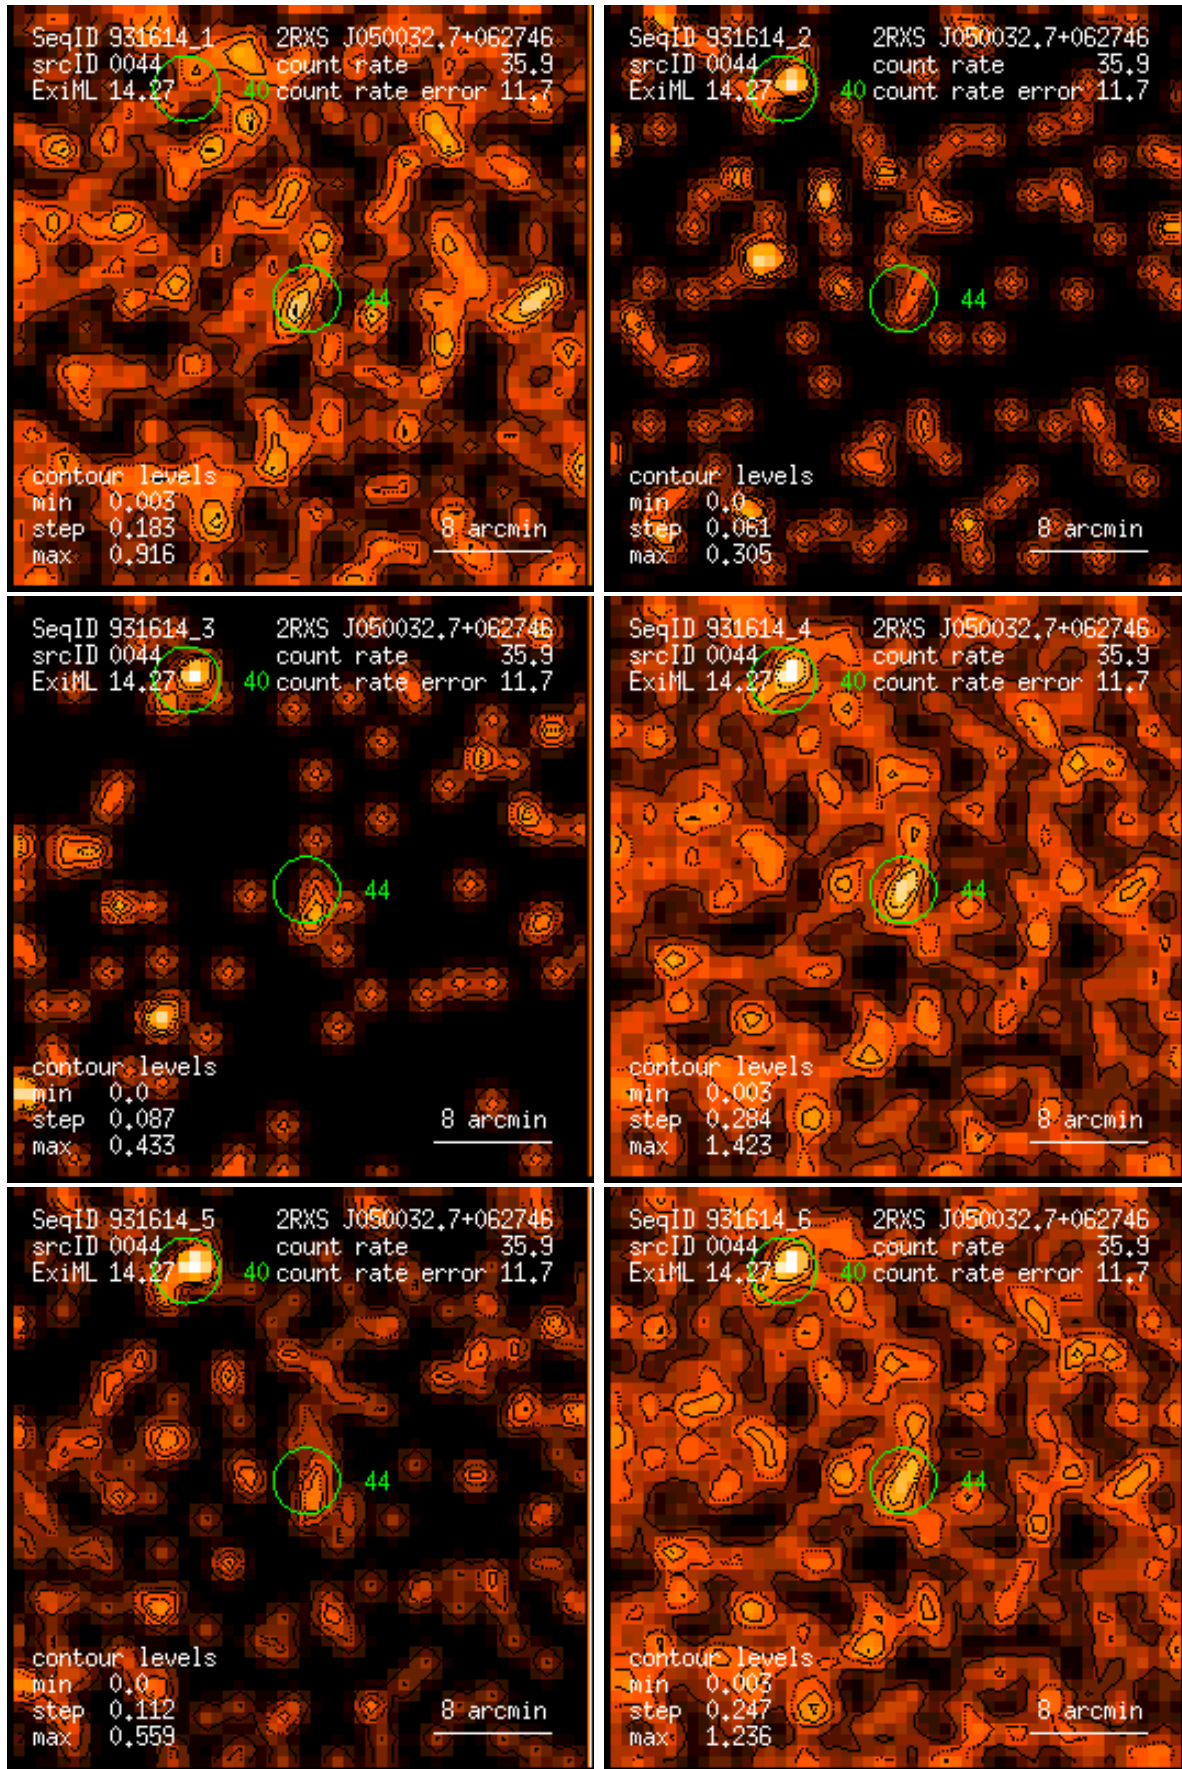 SeqID 931614_1 2RXS J050032.7+062746
srcID 0044 count rate 35.9
ExiML 14.27 40 count rate error 11.7
44
contour levels
min 0.003
step 0.183 8 arcmin
max 0.916
SeqID 931614_2 2RXS J050032.7+062746
srcID 0044 count rate 35.9
ExiML 14.27 40 count rate error 11.7
44
contour levels
min 0.0
step 0.061 8 arcmin
max 0.305
SeqID 931614_3 2RXS J050032.7+062746
srcID 0044 count rate 35.9
ExiML 14.27 40 count rate error 11.7
44
contour levels
min 0.0
step 0.087 8 arcmin
max 0.433
SeqID 931614_4 2RXS J050032.7+062746
srcID 0044 count rate 35.9
ExiML 14.27 40 count rate error 11.7
44
contour levels
min 0.003
step 0.284 8 arcmin
max 1.423
SeqID 931614_5 2RXS J050032.7+062746
srcID 0044 count rate 35.9
ExiML 14.27 40 count rate error 11.7
44
contour levels
min 0.0
step 0.112 8 arcmin
max 0.559
SeqID 931614_6 2RXS J050032.7+062746
srcID 0044 count rate 35.9
ExiML 14.27 40 count rate error 11.7
44
contour levels
min 0.003
step 0.247 8 arcmin
max 1.236